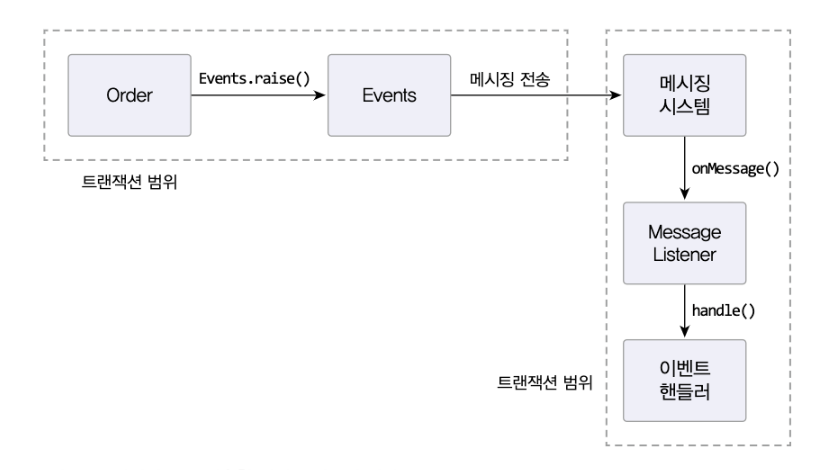 Order
Events.raise()
Events
메시징 전송
메시징
시스템
트랜잭션 범위
onMessage()
Message
Listener
handle()
이벤트
핸들러
트랜잭션 범위